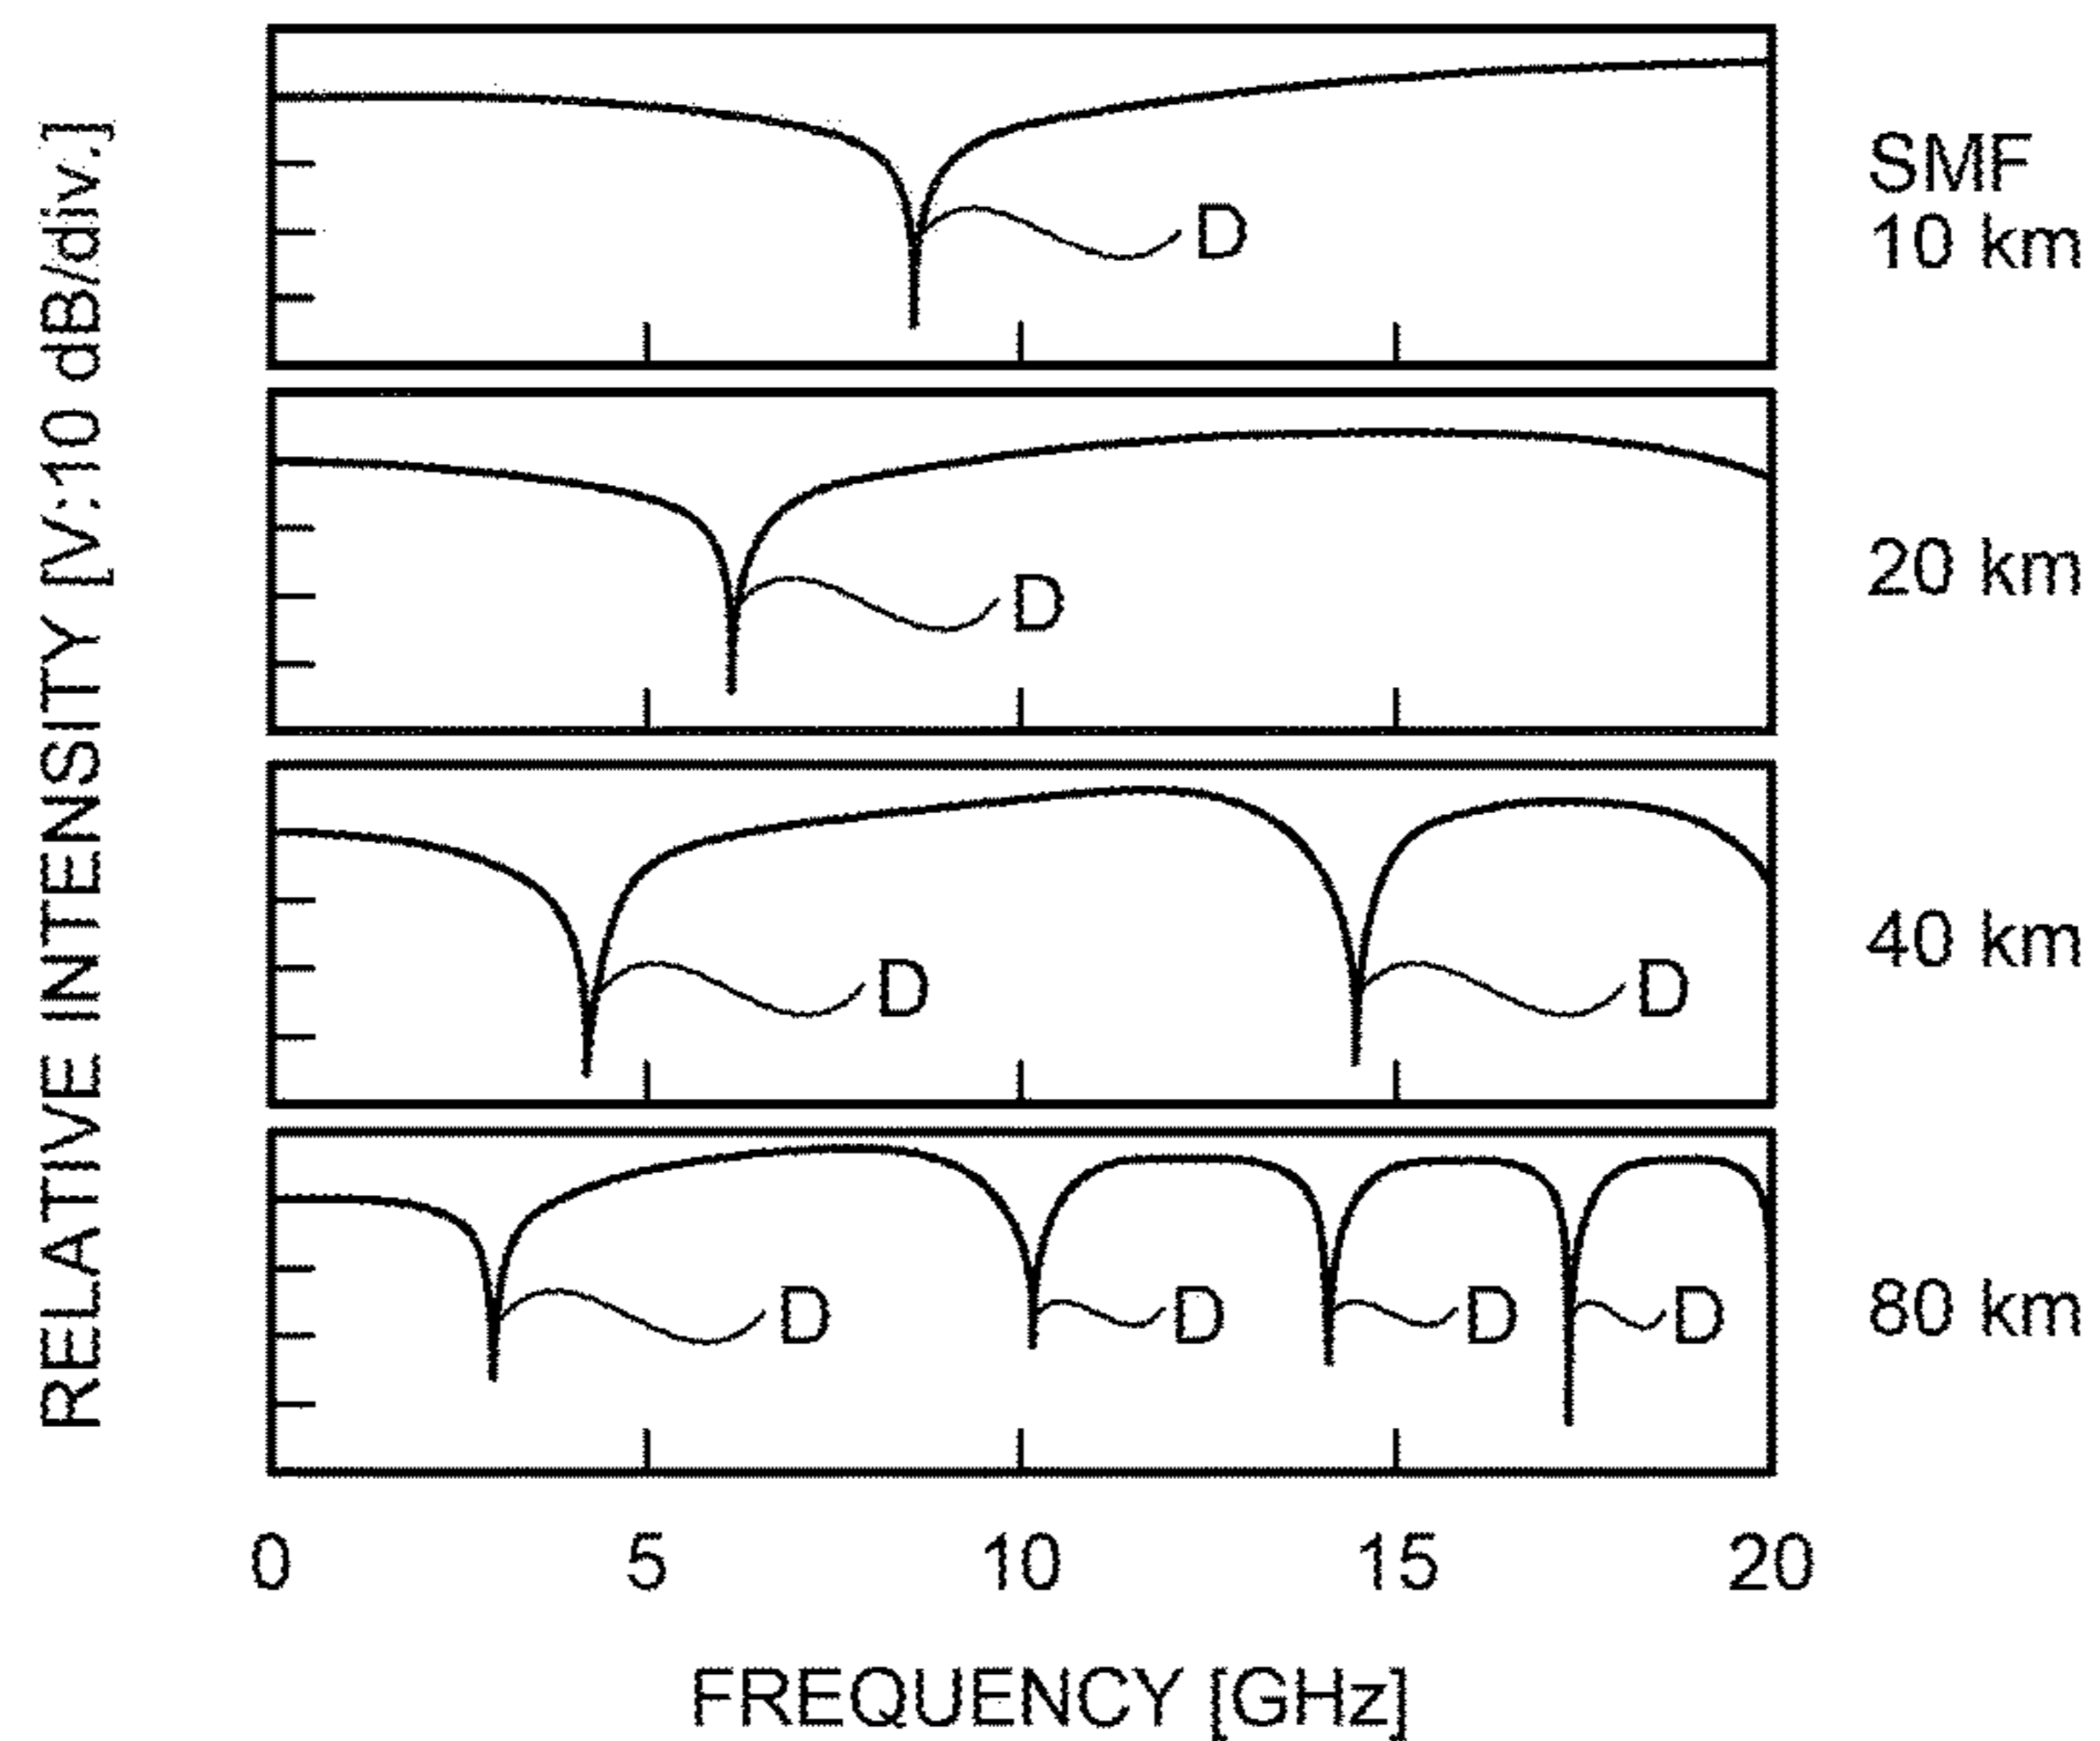 RELATIVE INTENSITY [V:10 dB/div.]
SMF
10 km
D
20 km
D
40 km
D D
80 km
D D D D
0 5 10 15 20
FREQUENCY [GHz]